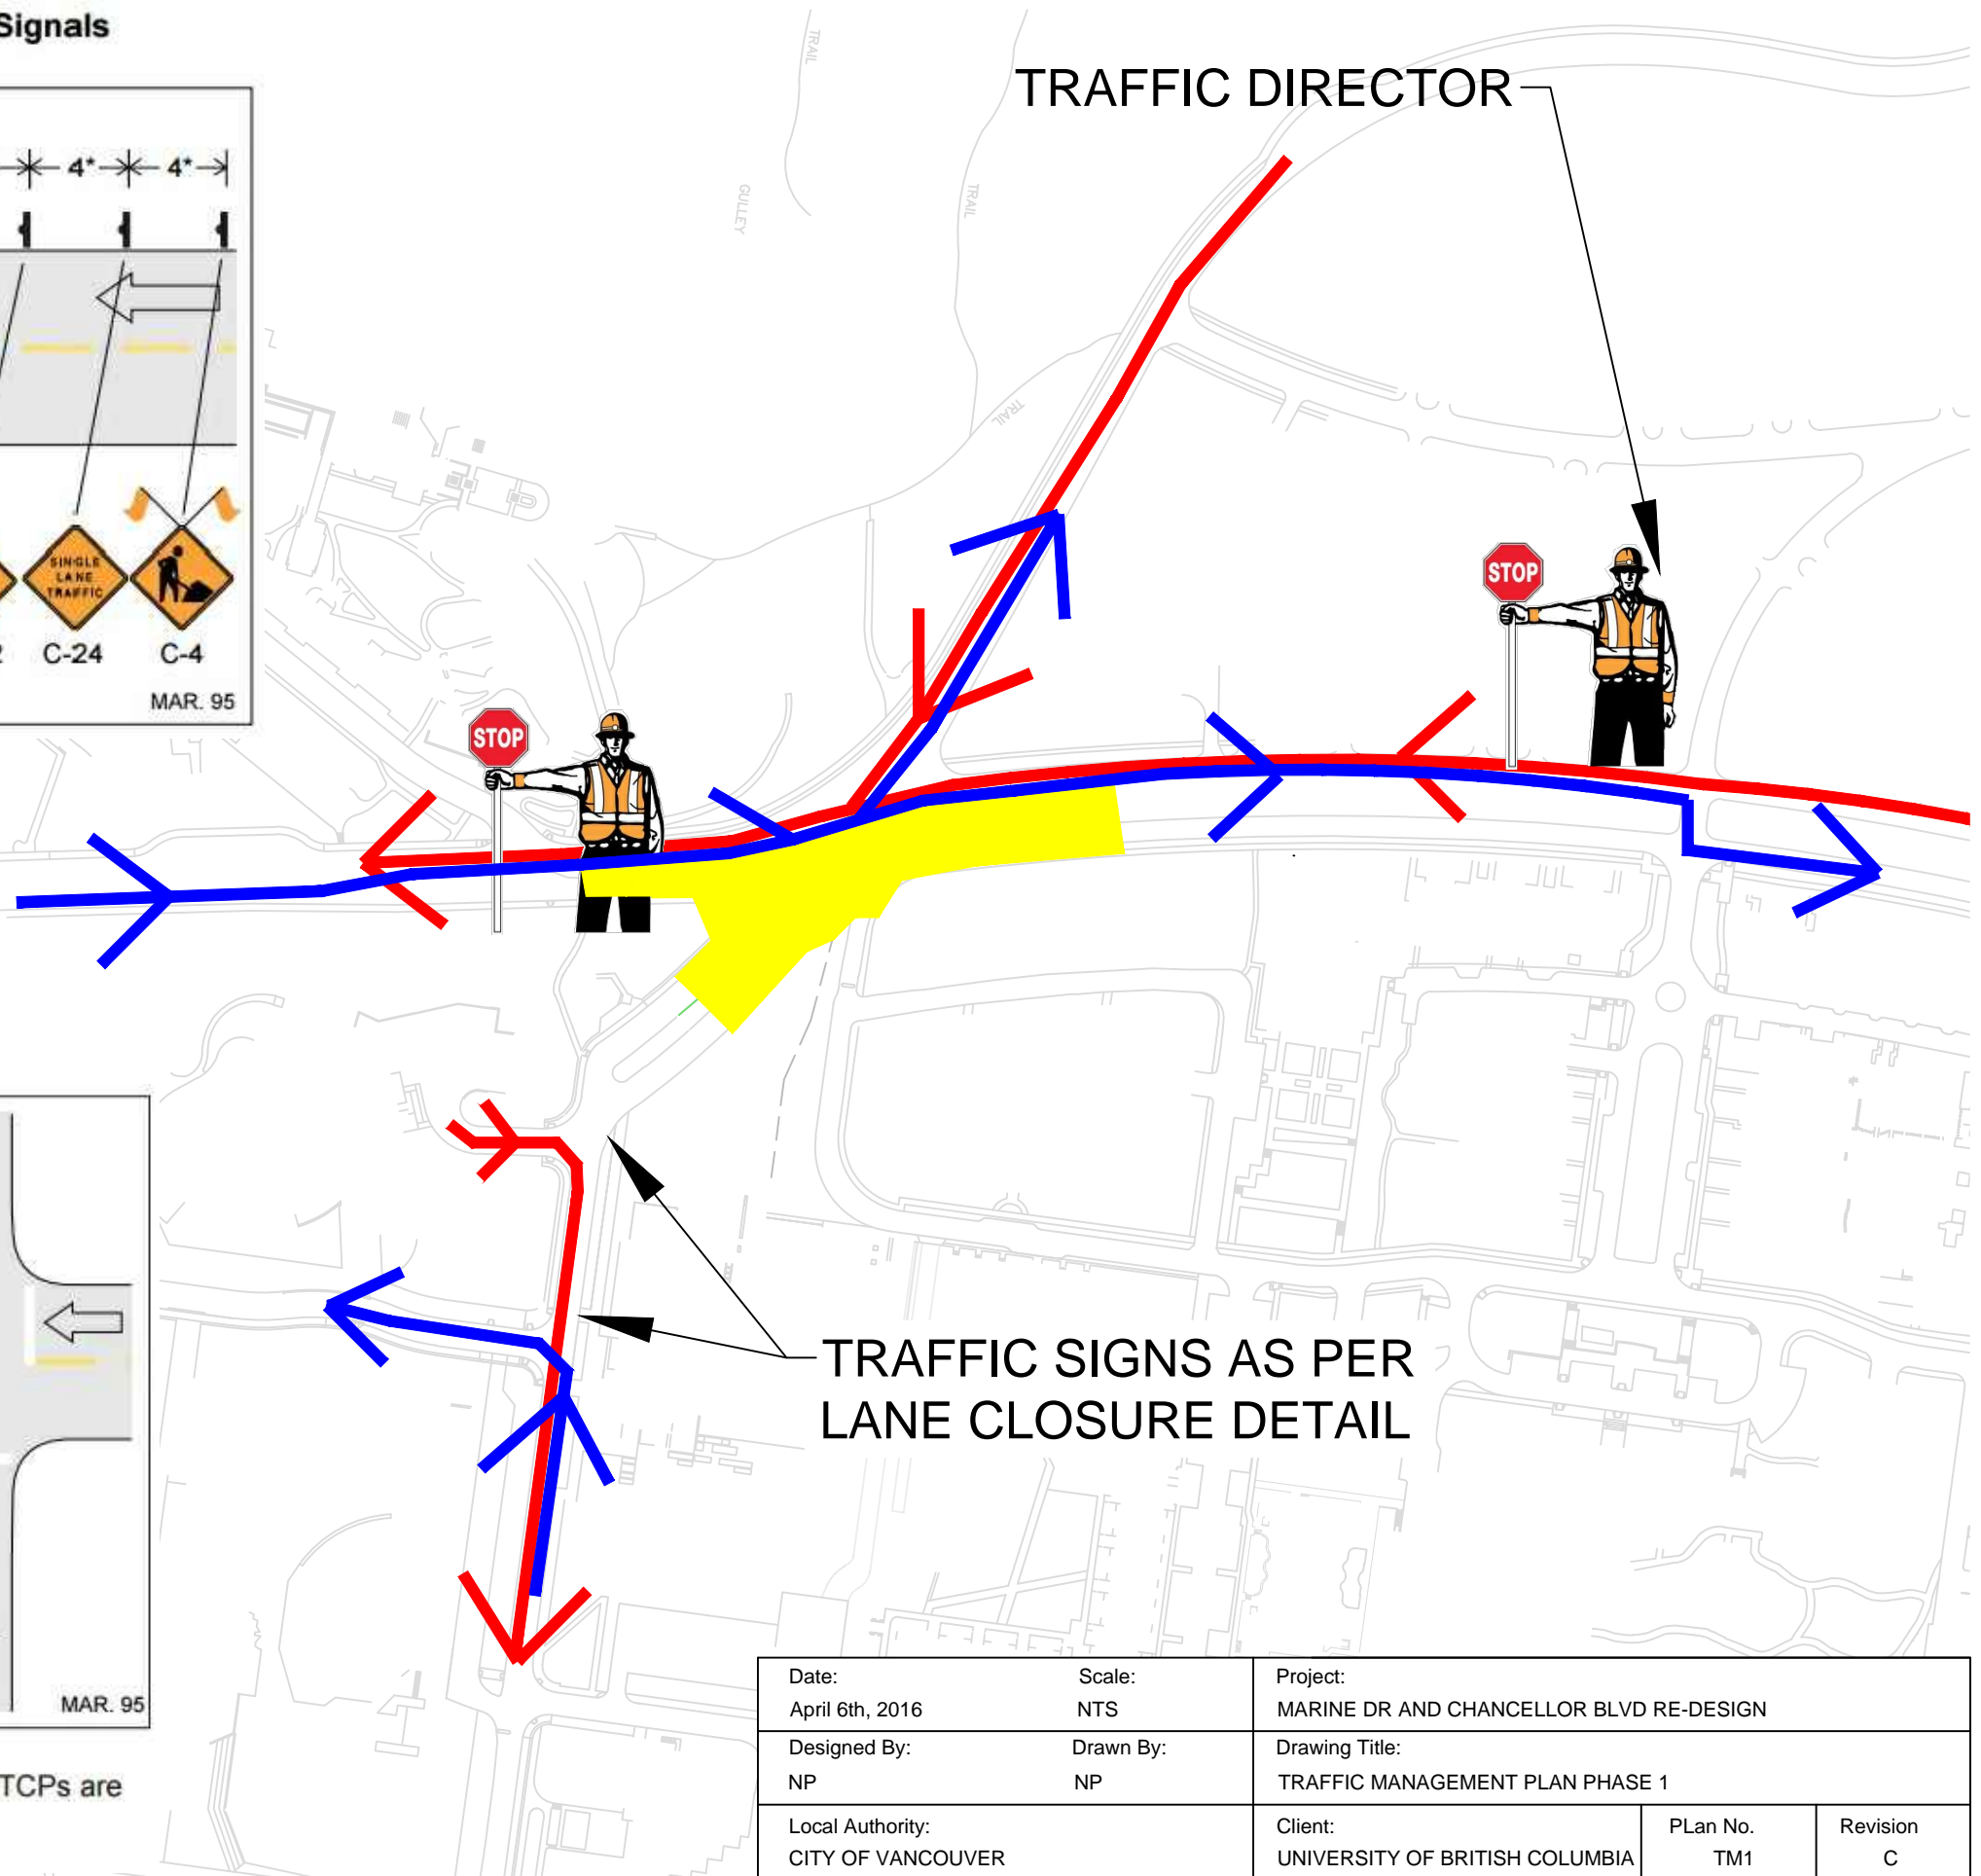 Signals
TRAFFIC DIRECTOR
4* 4*
SINGLE
LANE
TRAFFIC
C-24 C-4
MAR. 95
TRAIL
GULLEY
TRAIL
TRAIL
STOP
STOP
TRAFFIC SIGNS AS PER
LANE CLOSURE DETAIL
MAR. 95
TCPs are
Date: Scale: Project:
April 6th, 2016 NTS MARINE DR AND CHANCELLOR BLVD RE-DESIGN
Designed By: Drawn By: Drawing Title:
NP NP TRAFFIC MANAGEMENT PLAN PHASE 1
Local Authority: Client: PLan No. Revision
CITY OF VANCOUVER UNIVERSITY OF BRITISH COLUMBIA TM1 C